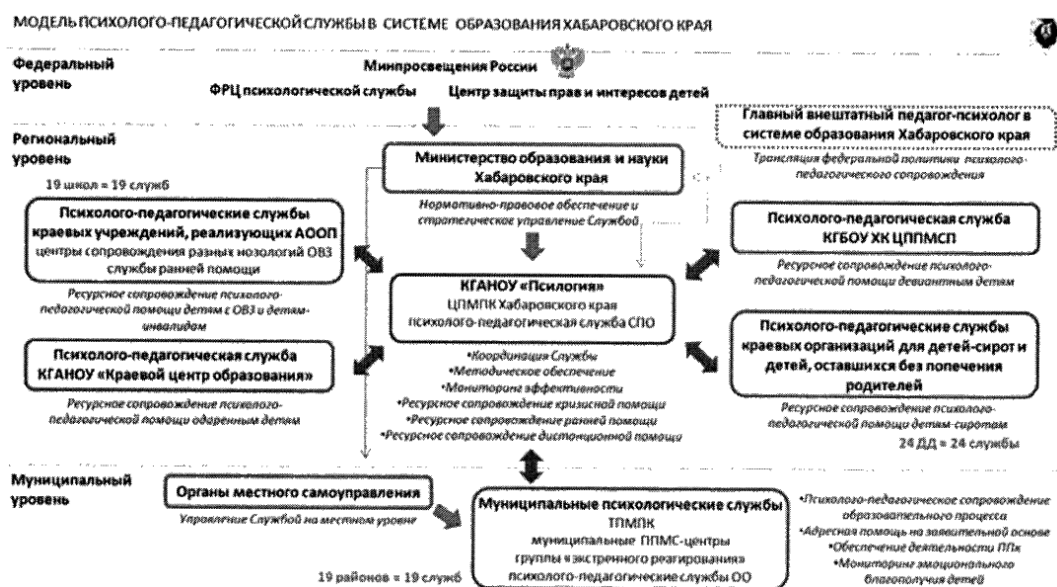 МОДЕЛЬ ПСИХОЛОГО-ПЕДАГОГИЧЕСКОЙ СЛУЖБЫ В СИСТЕМЕ ОБРАЗОВАНИЯ ХАБАРОВСКОГО КРАЯ
Федеральный
уровень
Минпросвещения России
ФРЦ психологической службы
Центр защиты прав и интересов детей
Региональный
уровень
Главный внештатный педагог-психолог в
системе образования Хабаровского края
Трансляция федеральной политики психолого-
педагогического сопровождения
Министерство образования и науки
Хабаровского края
Нормативно-правовое обеспечение и
стратегическое управление Службой
19 школ = 19 служб
Психолого-педагогические службы
краевых учреждений, реализующих АООП
центры сопровождения разных нозологий ОВЗ
службы ранней помощи
Ресурсное сопровождение психолого-
педагогической помощи детям с ОВЗ и детям-
инвалидам
Психолого-педагогическая служба
КГАНОУ «Краевой центр образования»
Ресурсное сопровождение психолого-
педагогической помощи одаренным детям
КГАНОУ «Псилогия»
ЦПМПК Хабаровского края
психолого-педагогическая служба СПО
•Координация Службы
•Методическое обеспечение
•Мониторинг эффективности
•Ресурсное сопровождение кризисной помощи
•Ресурсное сопровождение ранней помощи
•Ресурсное сопровождение дистанционной помощи
Психолого-педагогическая служба
КГБОУ ХК ЦППМСП
Ресурсное сопровождение психолого-
педагогической помощи девиантным детям
Психолого-педагогические службы
краевых организаций для детей-сирот и
детей, оставшихся без попечения
родителей
Ресурсное сопровождение психолого-
педагогической помощи детям-сиротам
24 ДД = 24 службы
Муниципальный
уровень
Органы местного самоуправления
Управление Службой на местном уровне
19 районов = 19 служб
Муниципальные психологические службы
ТПМПК
муниципальные ППМС-центры
группы «экстренного реагирования»
психолого-педагогические службы ОО
•Психолого-педагогическое сопровождение
образовательного процесса
•Адресная помощь на заявительной основе
•Обеспечение деятельности ППк
•Мониторинг эмоционального
благополучия детей